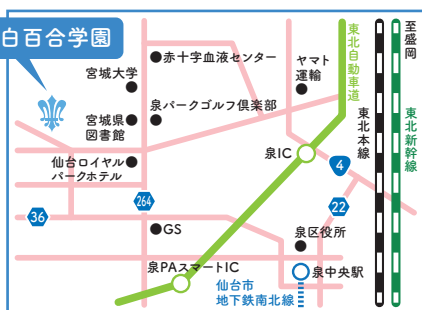 白百合学園
赤十字血液センター
宮城大学
ヤマト
運輸
東北自動車道
至盛岡
泉パークゴルフ倶楽部
宮城県
図書館
東北本線
東北新幹線
泉IC
仙台ロイヤル
パークホテル
4
264
22
36
GS
泉区役所
泉PAスマートIC
泉中央駅
仙台市
地下鉄南北線